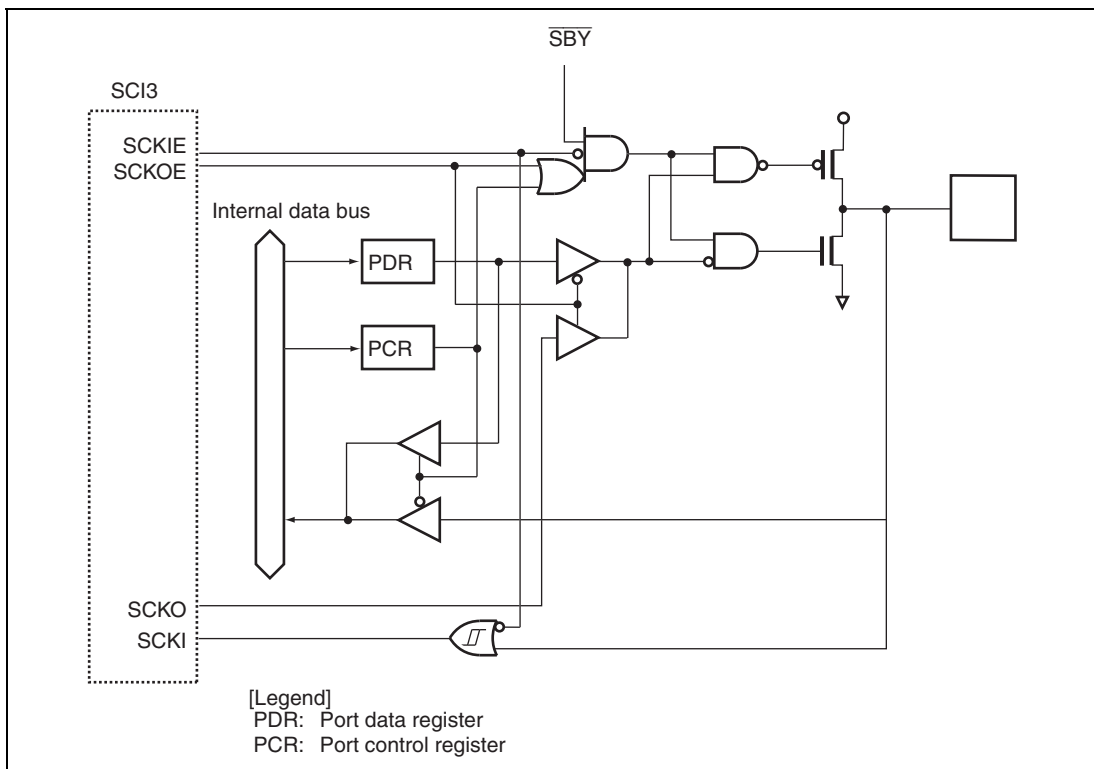 S̅B̅Y̅
SCI3
SCKIE
SCKOE
Internal data bus
PDR
PCR
SCKO
SCKI
[Legend]
PDR: Port data register
PCR: Port control register